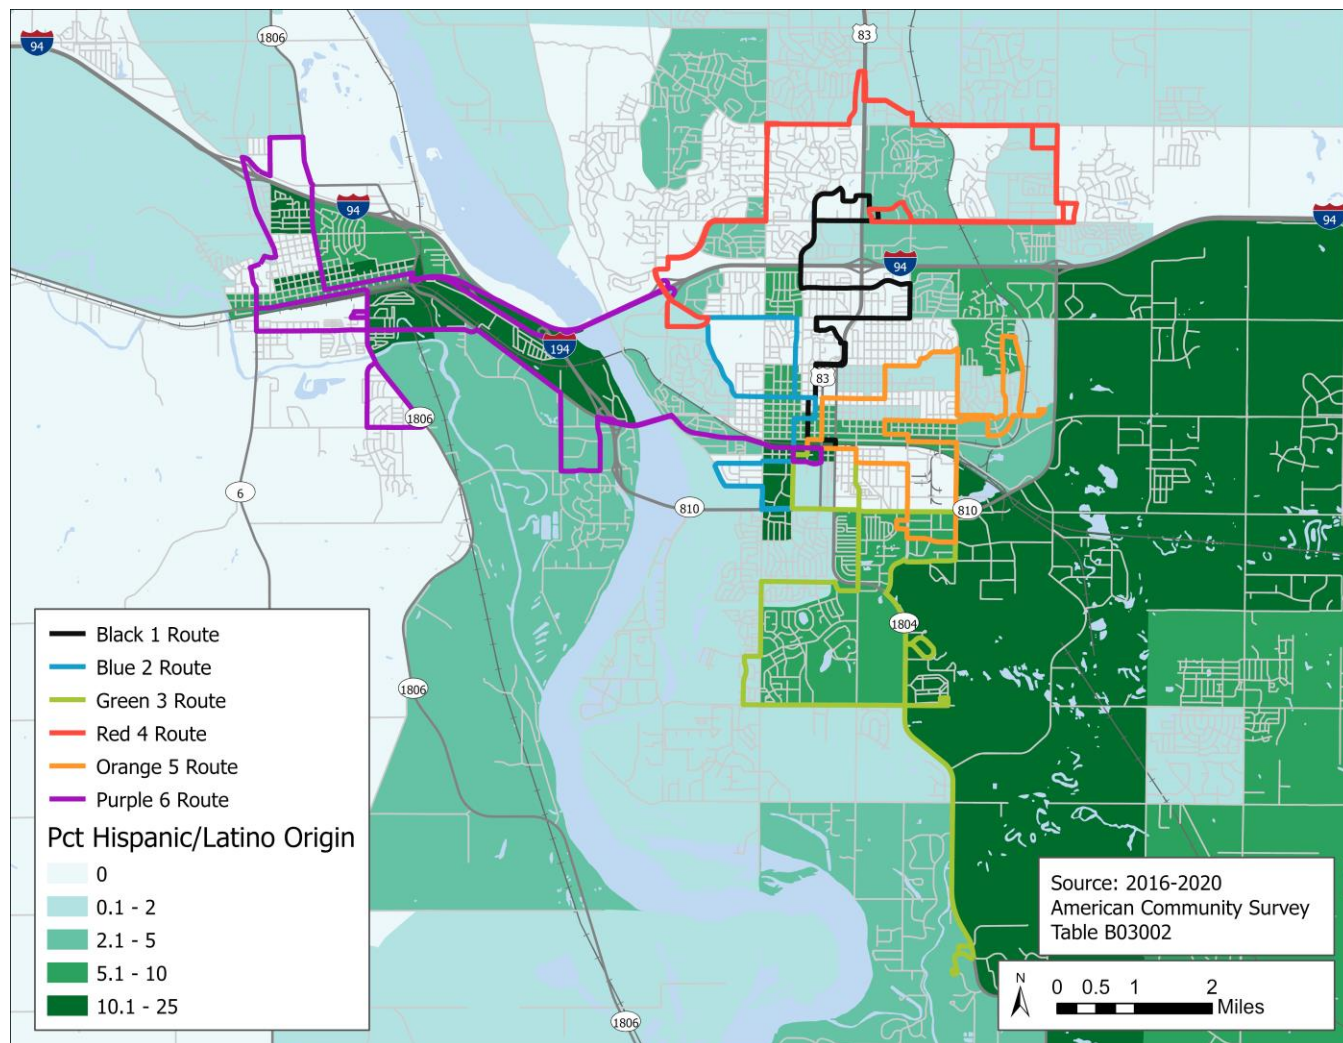 1806
83
94
94
94
94
194
83
1806
6
810
810
1804
1806
1806
Black 1 Route
Blue 2 Route
Green 3 Route
Red 4 Route
Orange 5 Route
Purple 6 Route
Pct Hispanic/Latino Origin
0
0.1 - 2
2.1 - 5
5.1 - 10
10.1 - 25
Source: 2016-2020
American Community Survey
Table B03002
N
0 0.5 1 2
Miles